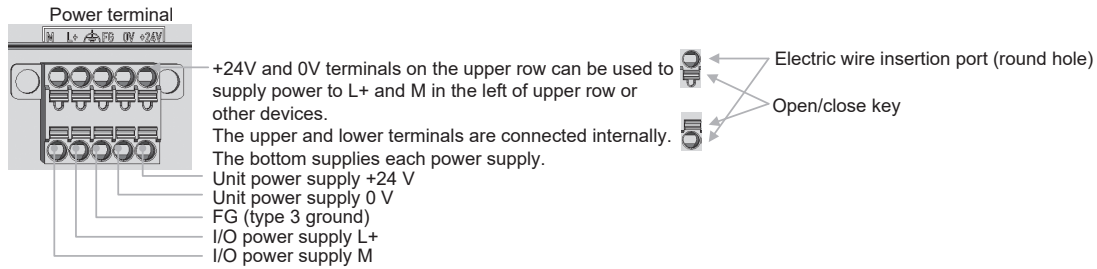 Power terminal
M L+ FG 0V +24V
+24V and 0V terminals on the upper row can be used to
supply power to L+ and M in the left of upper row or
other devices.
The upper and lower terminals are connected internally.
The bottom supplies each power supply.
Unit power supply +24 V
Unit power supply 0 V
FG (type 3 ground)
I/O power supply L+
I/O power supply M
Electric wire insertion port (round hole)
Open/close key